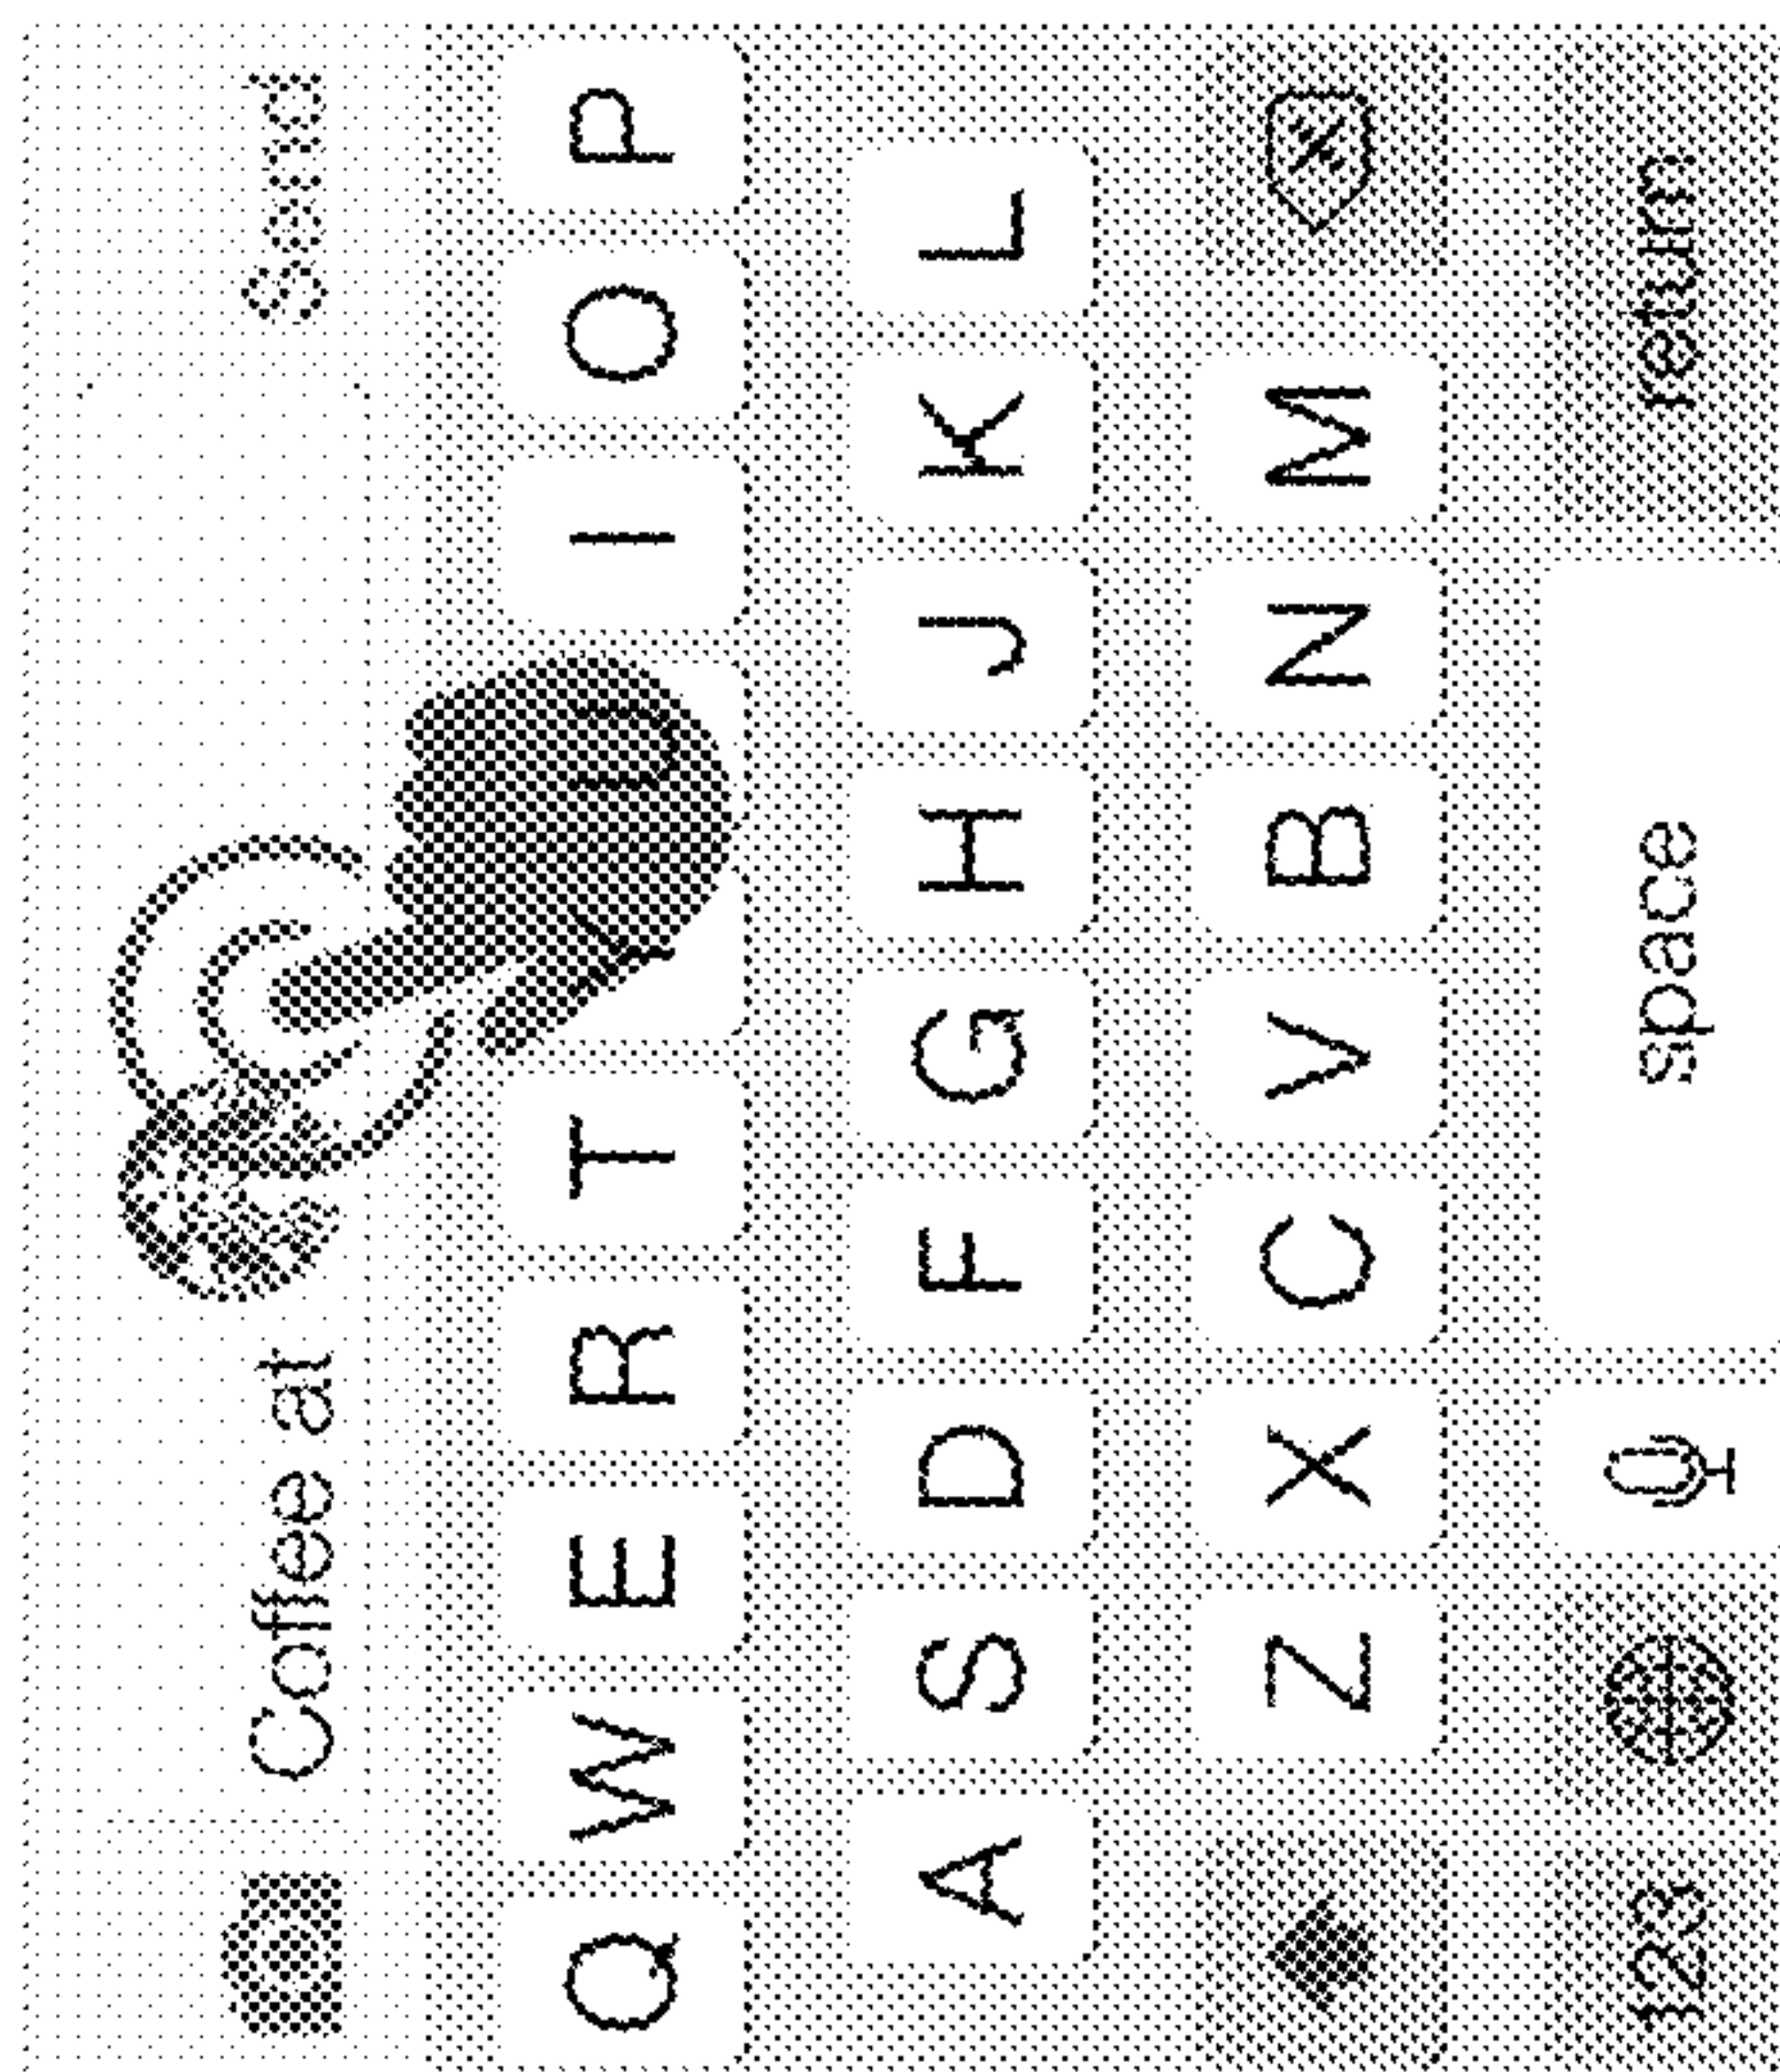 Coffee at Send
Q W E R T Y U I O P
A S D F G H J K L
Z X C V B N M
123 space return